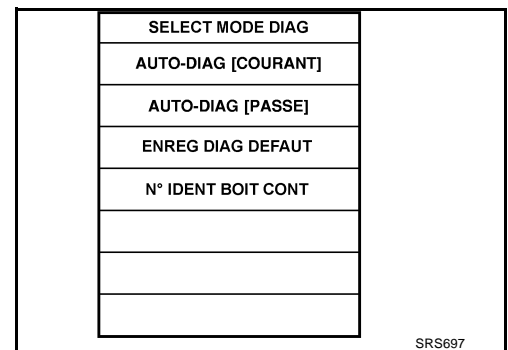 SELECT MODE DIAG
AUTO-DIAG [COURANT]
AUTO-DIAG [PASSE]
ENREG DIAG DEFAUT
N° IDENT BOIT CONT
SRS697